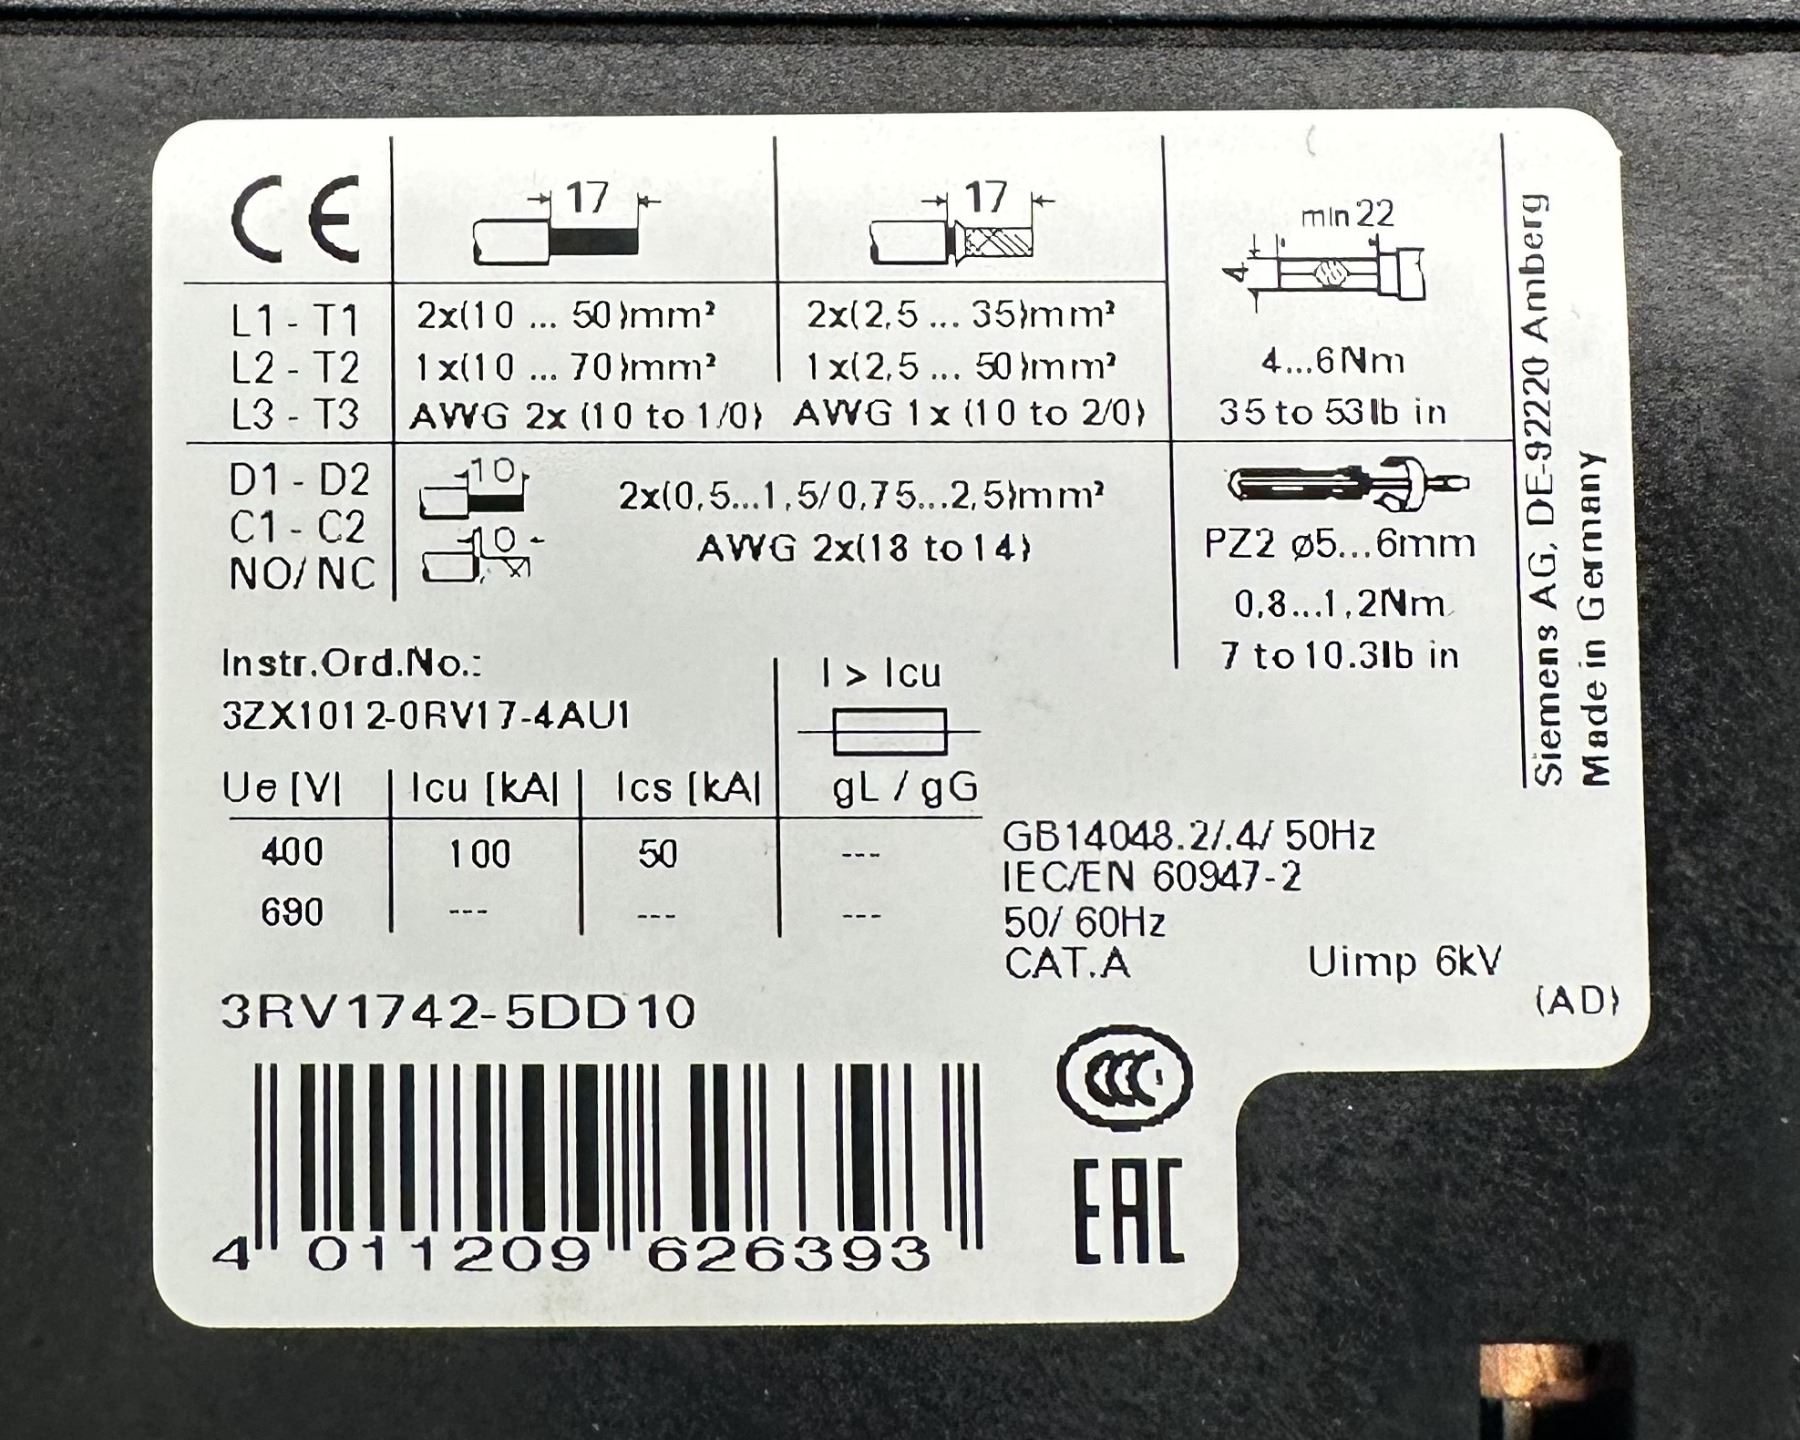 CE
17
17
min 22
4
L1 - T1
2x(10 ... 50)mm²
2x(2,5 ... 35)mm²
L2 - T2
1x(10 ... 70)mm²
1x(2,5 ... 50)mm²
4...6Nm
L3 - T3
AWG 2x (10 to 1/0)
AWG 1x (10 to 2/0)
35 to 53lb in
D1 - D2
C1 - C2
NO/NC
10
10
2x(0,5...1,5/0,75...2,5)mm²
AWG 2x(18 to 14)
PZ2 ø5...6mm
0,8...1,2Nm
7 to 10.3lb in
Siemens AG, DE-92220 Amberg
Made in Germany
Instr.Ord.No.:
3ZX1012-0RV17-4AU1
I > Icu
Ue [V] Icu [kA] Ics [kA] gL / gG
400 100 50 ---
690 --- --- ---
GB14048.2/.4/ 50Hz
IEC/EN 60947-2
50/60Hz
CAT.A
Uimp 6kV
(AD)
3RV1742-5DD10
4 011209 626393
CCC
EAC